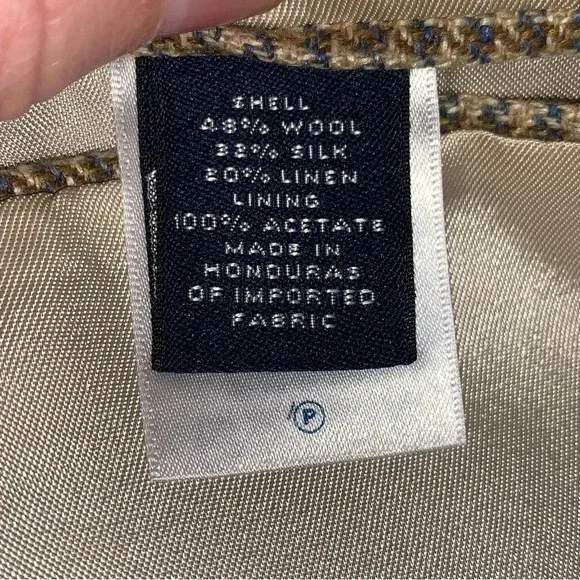 SHELL
48% WOOL
32% SILK
20% LINEN
LINING
100% ACETATE
MADE IN
HONDURAS
OF IMPORTED
FABRIC
P